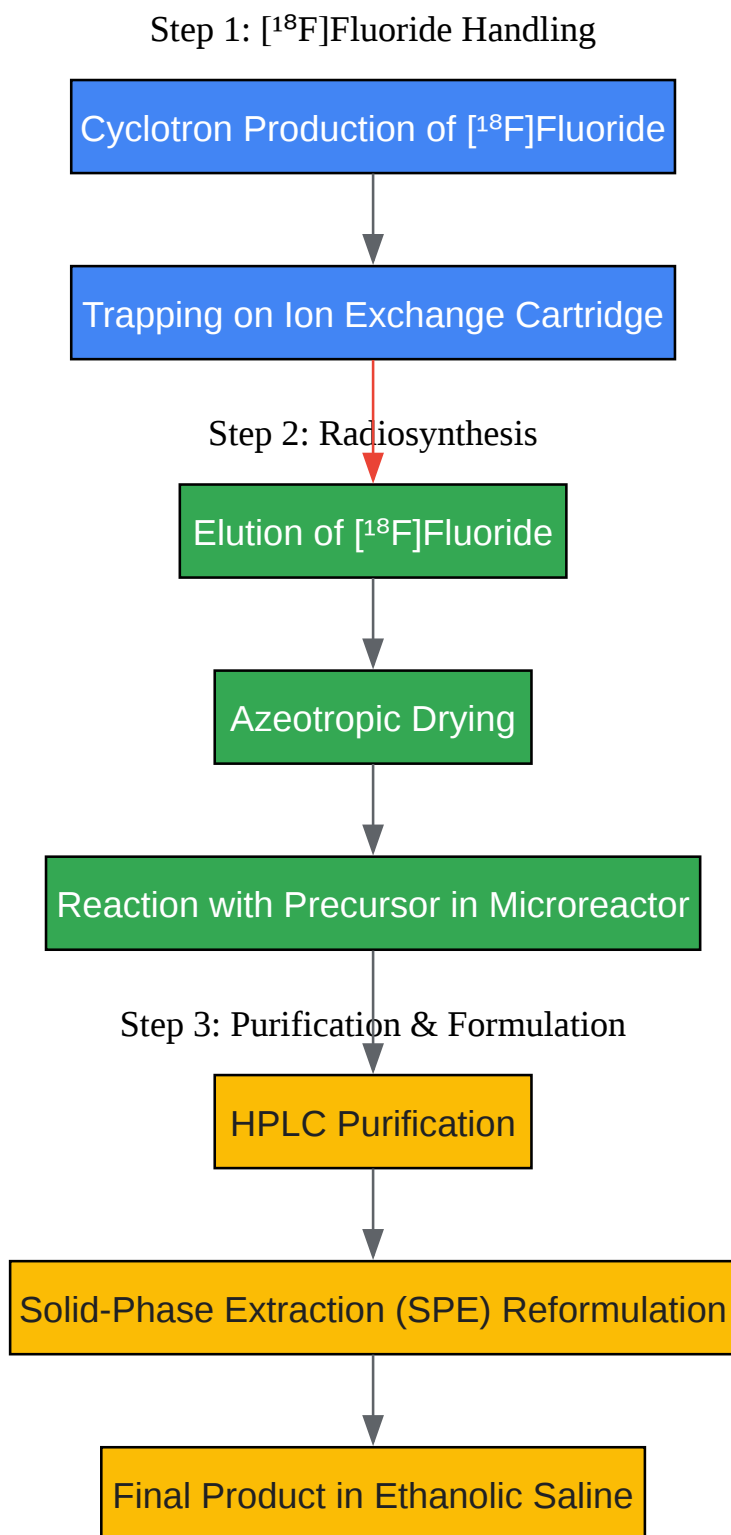 Step 1: [¹⁸F]Fluoride Handling
Cyclotron Production of [¹⁸F]Fluoride
Trapping on Ion Exchange Cartridge
Step 2: Radiosynthesis
Elution of [¹⁸F]Fluoride
Azeotropic Drying
Reaction with Precursor in Microreactor
Step 3: Purification & Formulation
HPLC Purification
Solid-Phase Extraction (SPE) Reformulation
Final Product in Ethanolic Saline